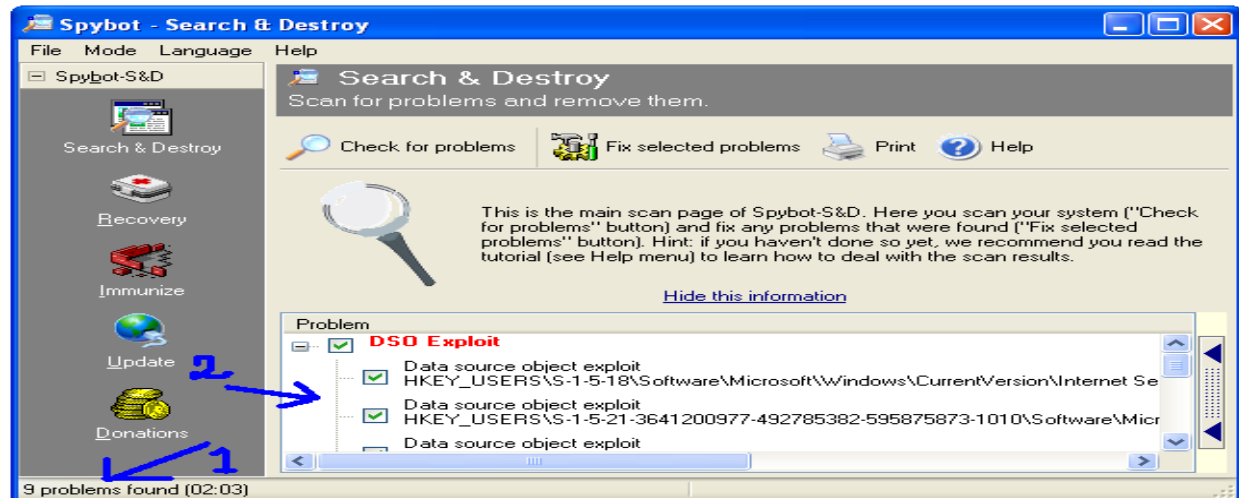 Spybot - Search & Destroy
File Mode Language Help
Spybot-S&D
Search & Destroy
Recovery
Immunize
Update
Donations
Search & Destroy
Scan for problems and remove them.
Check for problems Fix selected problems Print Help
This is the main scan page of Spybot-S&D. Here you scan your system ("Check
for problems" button) and fix any problems that were found ("Fix selected
problems" button). Hint: if you haven't done so yet, we recommend you read the
tutorial (see Help menu) to learn how to deal with the scan results.
Hide this information
Problem
DSO Exploit
Data source object exploit
HKEY_USERS\S-1-5-18\Software\Microsoft\Windows\CurrentVersion\Internet Se
Data source object exploit
HKEY_USERS\S-1-5-21-3641200977-492785382-595875873-1010\Software\Micr
Data source object exploit
2
1
9 problems found (02:03)